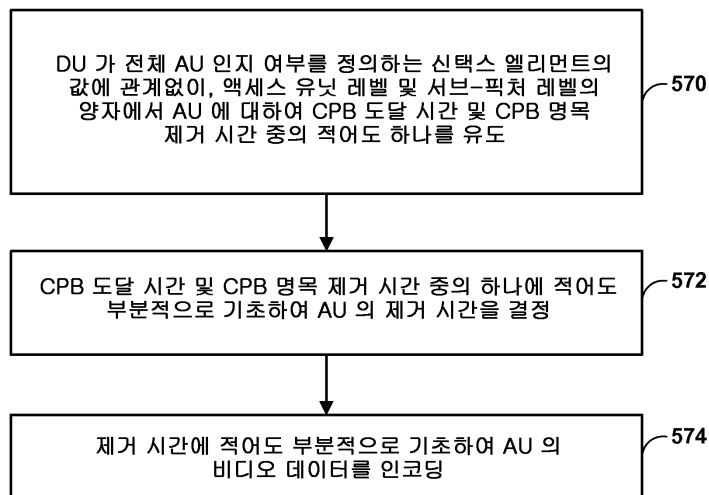 DU 가 전체 AU 인지 여부를 정의하는 신택스 엘리먼트의
값에 관계없이, 액세스 유닛 레벨 및 서브-픽처 레벨의
양자에서 AU 에 대하여 CPB 도달 시간 및 CPB 명목
제거 시간 중의 적어도 하나를 유도
570
CPB 도달 시간 및 CPB 명목 제거 시간 중의 하나에 적어도
부분적으로 기초하여 AU 의 제거 시간을 결정
572
제거 시간에 적어도 부분적으로 기초하여 AU 의
비디오 데이터를 인코딩
574